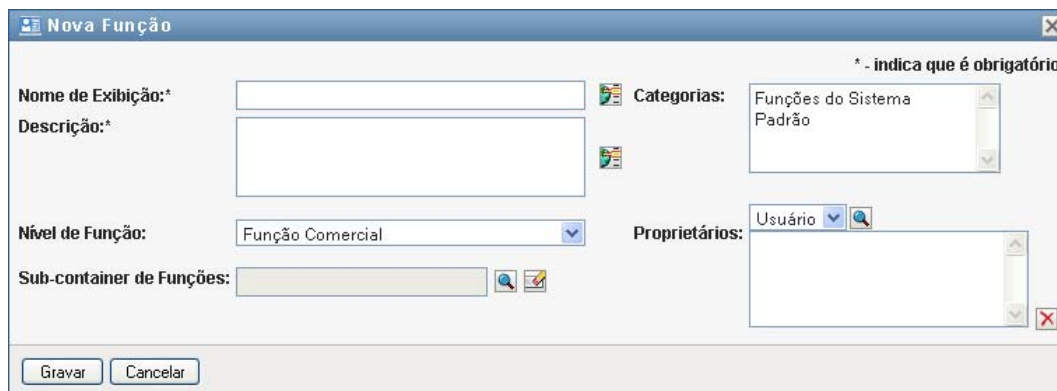 Nova Função
* - indica que é obrigatório
Nome de Exibição:*
Categorias:
Funções do Sistema
Padrão
Descrição:*
Nível de Função:
Função Comercial
Proprietários:
Usuário
Sub-container de Funções:
Gravar
Cancelar